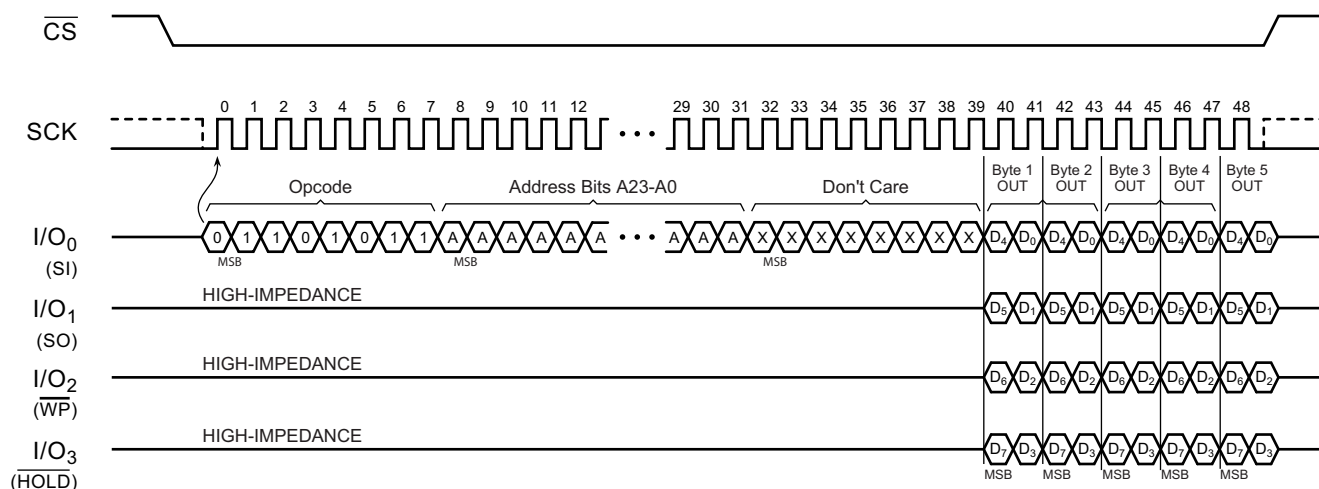 CS
SCK
0 1 2 3 4 5 6 7 8 9 10 11 12 29 30 31 32 33 34 35 36 37 38 39 40 41 42 43 44 45 46 47 48
Opcode Address Bits A23-A0 Don't Care
Byte 1 OUT
Byte 2 OUT
Byte 3 OUT
Byte 4 OUT
Byte 5 OUT
I/O0 0 1 1 0 1 0 1 1 A A A A A A A A A X X X X X X X X D4 D0 D4 D0 D4 D0 D4 D0 D4 D0
(SI) MSB MSB MSB
HIGH-IMPEDANCE
I/O1 D5 D1 D5 D1 D5 D1 D5 D1 D5 D1
(SO)
HIGH-IMPEDANCE
I/O2 D6 D2 D6 D2 D6 D2 D6 D2 D6 D2
(WP)
HIGH-IMPEDANCE
I/O3 D7 D3 D7 D3 D7 D3 D7 D3 D7 D3
(HOLD) MSB MSB MSB MSB MSB